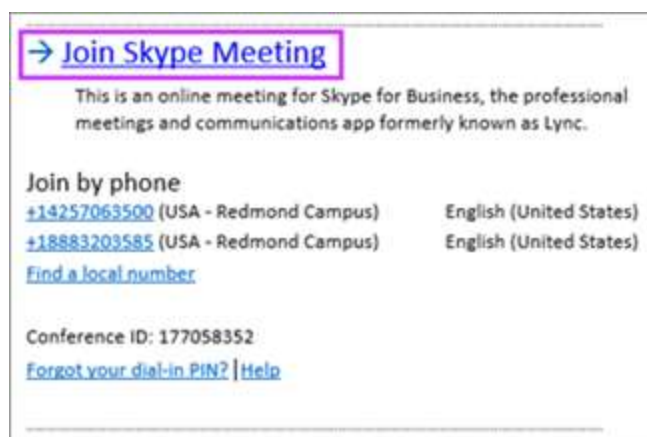 → Join Skype Meeting
This is an online meeting for Skype for Business, the professional
meetings and communications app formerly known as Lync.
Join by phone
+14257063500 (USA - Redmond Campus) English (United States)
+18883203585 (USA - Redmond Campus) English (United States)
Find a local number
Conference ID: 177058352
Forgot your dial-in PIN? | Help